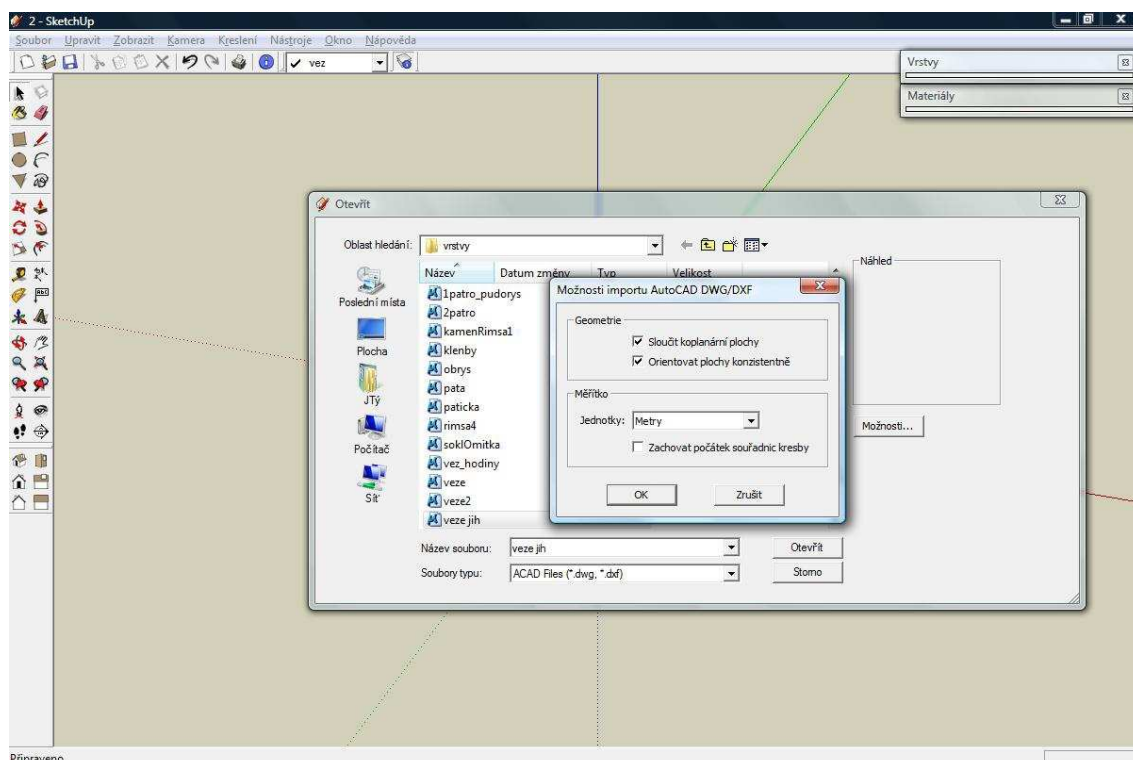 2 - SketchUp
Soubor Upravit Zobrazit Kamera Kreslení Nástroje Okno Nápověda
vez
Vrstvy
Materiály
Otevřít
Oblast hledání: vrstvy
Název Datum změny Typ Velikost
Poslední místa
Plocha
JTý
Počítač
Síť
1patro_pudorys
2patro
kamenRimsa1
klenby
obrys
pata
paticka
rimsa4
soklOmitka
vez_hodiny
veze
veze2
veze jih
Název souboru: veze jih
Otevřít
Soubory typu: ACAD Files (*.dwg, *.dxf)
Storno
Náhled
Možnosti...
Možnosti importu AutoCAD DWG/DXF
Geometrie
Sloučit koplanární plochy
Orientovat plochy konzistentně
Měřítko
Jednotky: Metry
Zachovat počátek souřadnic kresby
OK Zrušit
Připraveno